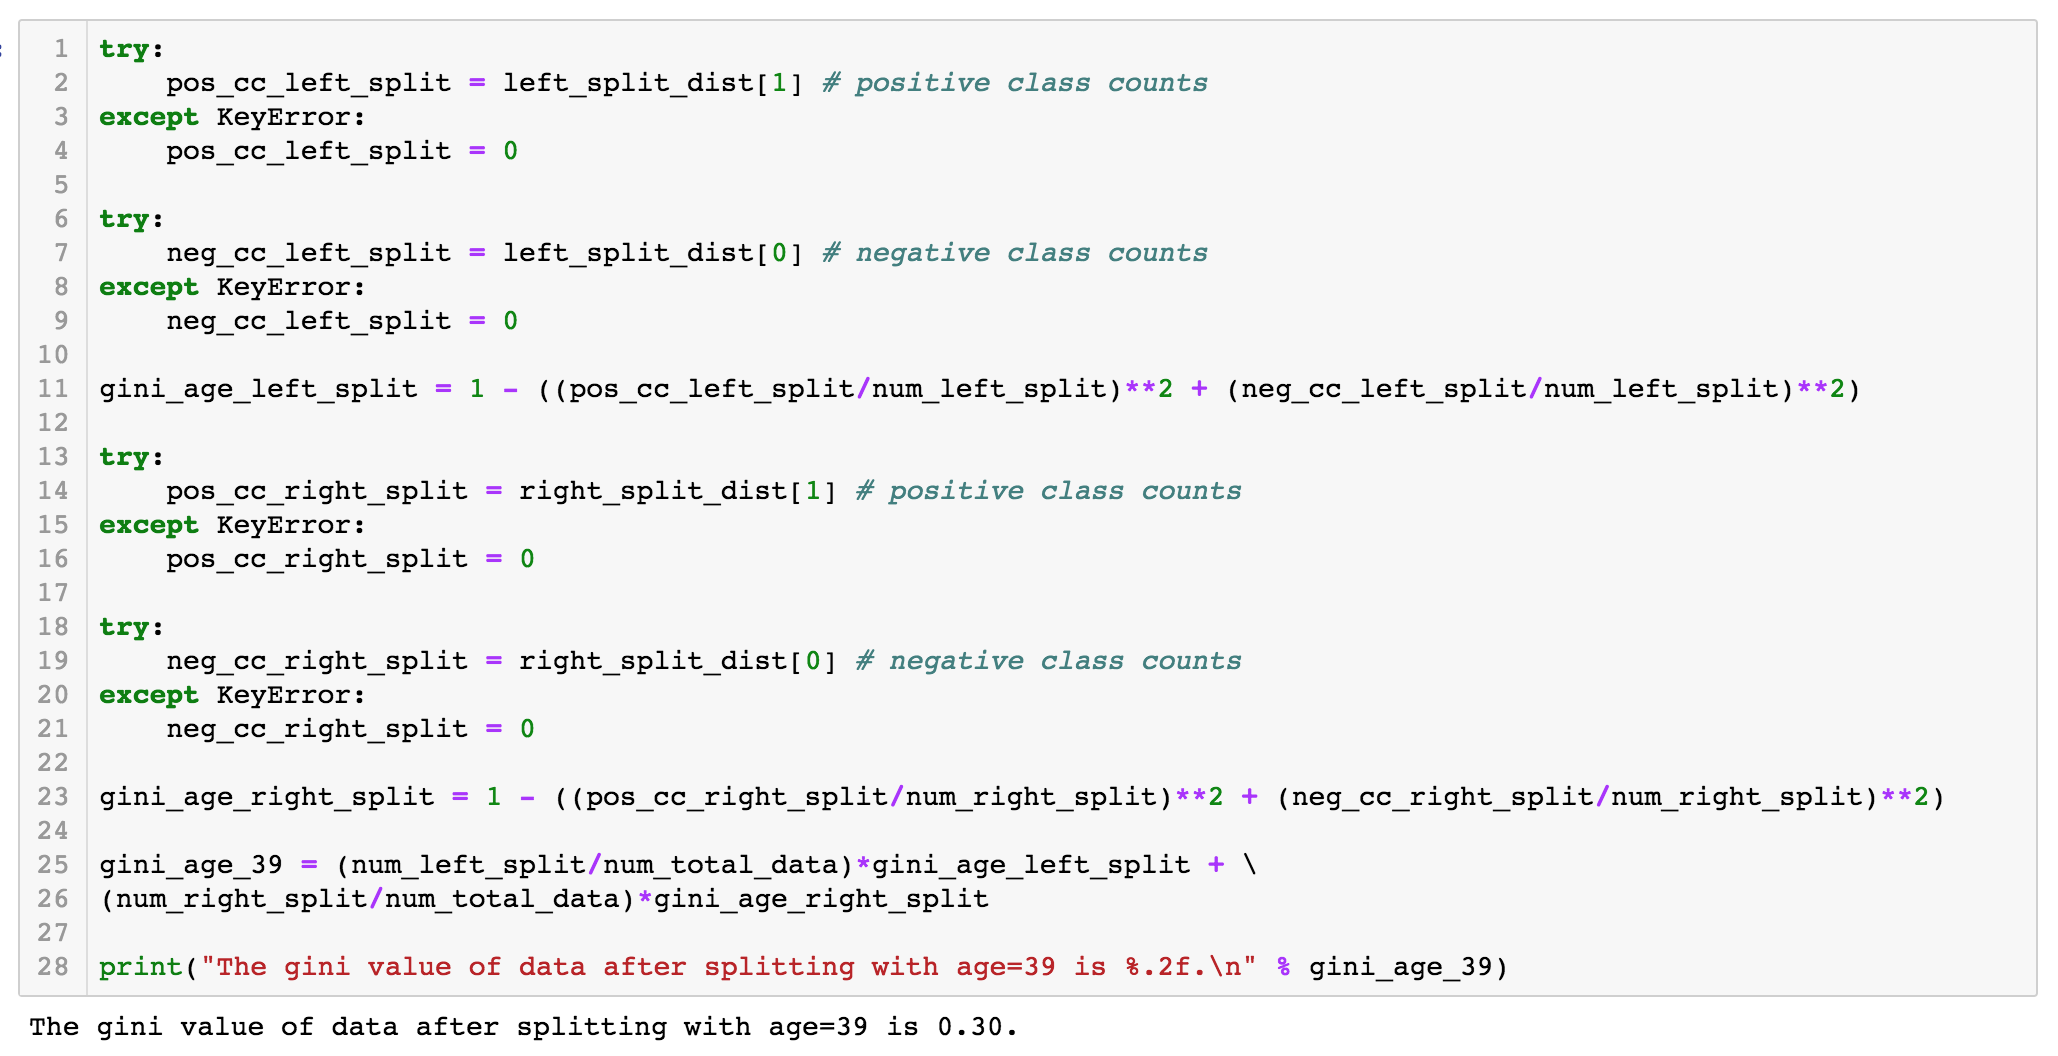 1 try:
2     pos_cc_left_split = left_split_dist[1] # positive class counts
3 except KeyError:
4     pos_cc_left_split = 0
5
6 try:
7     neg_cc_left_split = left_split_dist[0] # negative class counts
8 except KeyError:
9     neg_cc_left_split = 0
10
11 gini_age_left_split = 1 - ((pos_cc_left_split/num_left_split)**2 + (neg_cc_left_split/num_left_split)**2)
12
13 try:
14     pos_cc_right_split = right_split_dist[1] # positive class counts
15 except KeyError:
16     pos_cc_right_split = 0
17
18 try:
19     neg_cc_right_split = right_split_dist[0] # negative class counts
20 except KeyError:
21     neg_cc_right_split = 0
22
23 gini_age_right_split = 1 - ((pos_cc_right_split/num_right_split)**2 + (neg_cc_right_split/num_right_split)**2)
24
25 gini_age_39 = (num_left_split/num_total_data)*gini_age_left_split + \
26 (num_right_split/num_total_data)*gini_age_right_split
27
28 print("The gini value of data after splitting with age=39 is %.2f.\n" % gini_age_39)
The gini value of data after splitting with age=39 is 0.30.